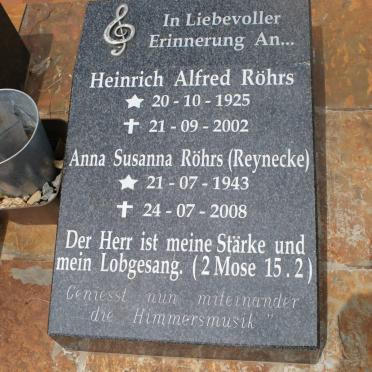 In Liebevoller
Erinnerung An...
Heinrich Alfred Röhrs
20-10-1925
21-09-2002
Anna Susanna Röhrs (Reynecke)
21-07-1943
24-07-2008
Der Herr ist meine Stärke und
mein Lobgesang. (2 Mose 15.2)
Geniesst nun miteinander
die Himmersmusik